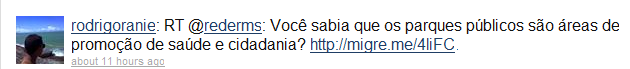 rodrigoranie: RT @rederms: Você sabia que os parques públicos são áreas de
promoção de saúde e cidadania? http://migre.me/4liFC.
about 11 hours ago